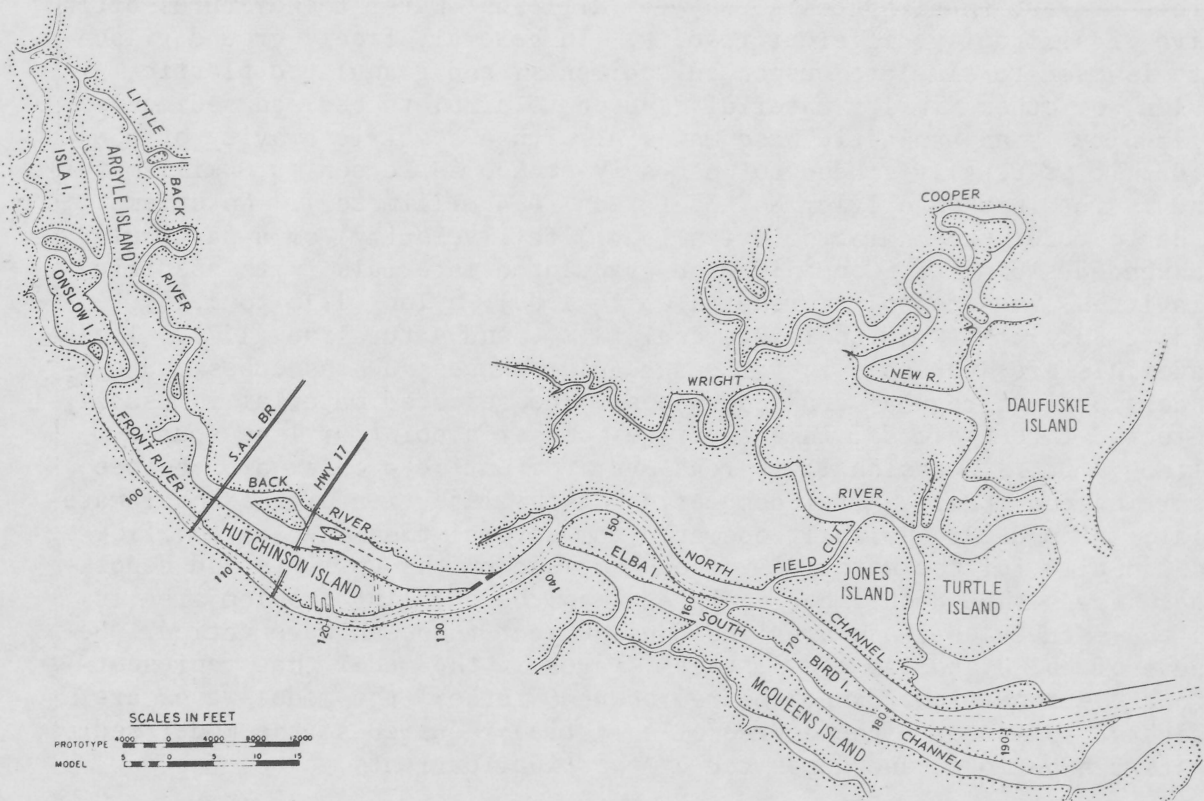 LITTLE
BACK
RIVER
ISLA I.
ARGYLE ISLAND
ONSLOW I.
COOPER
WRIGHT
NEW R.
DAUFUSKIE
ISLAND
FRONT RIVER
S.A.L. BR
HWY 17
BACK
RIVER
HUTCHINSON ISLAND
100
110
120
130
140
150
ELBA I.
NORTH
CHANNEL
FIELD CUT
RIVER
JONES
ISLAND
TURTLE
ISLAND
160
SOUTH
CHANNEL
170
BIRD I.
180
190
McQUEENS ISLAND
SCALES IN FEET
PROTOTYPE 4000 0 4000 8000 12000
MODEL 5 0 5 10 15